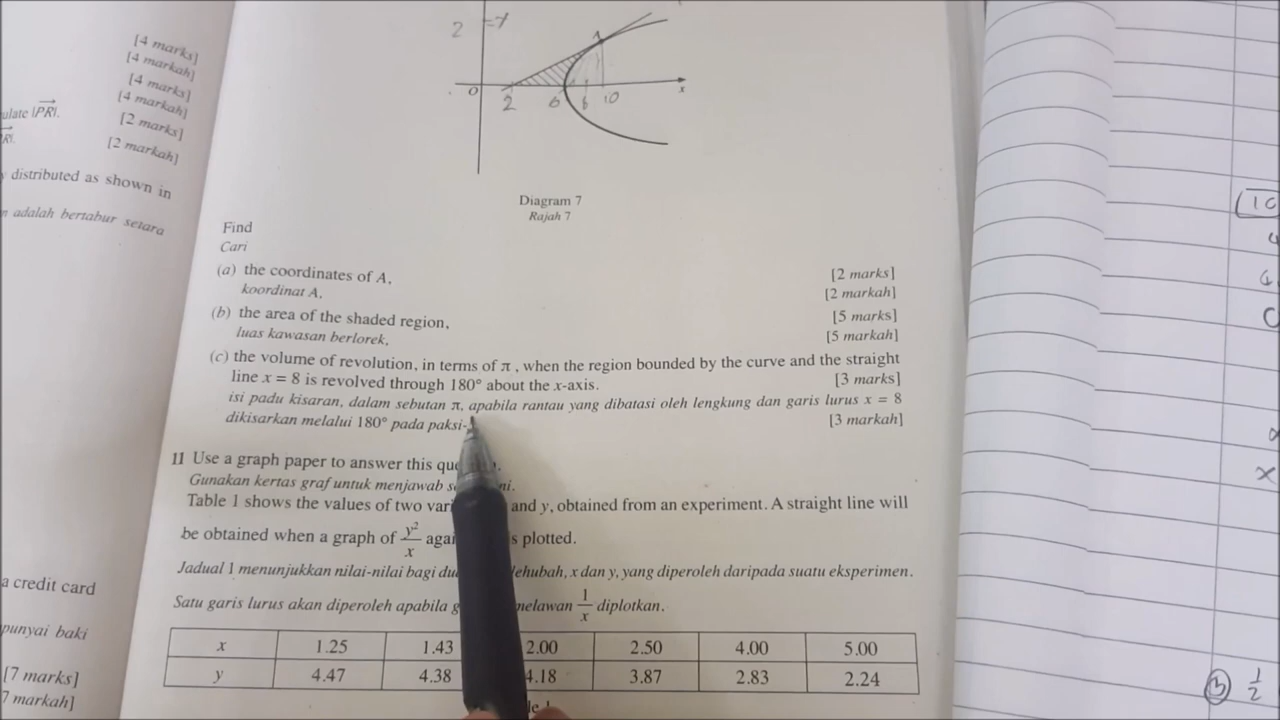 [4 marks]
[4 markah]
[4 marks]
[4 markah]
ulate |PR|.
[2 marks]
[2 markah]
distributed as shown in
adalah bertabur setara
a credit card
punyai baki
[7 marks]
7 markah]
2
=7
A
O
2
6
8
10
x
Diagram 7
Rajah 7
Find
Cari
(a) the coordinates of A, [2 marks]
koordinat A, [2 markah]
(b) the area of the shaded region, [5 marks]
luas kawasan berlorek, [5 markah]
(c) the volume of revolution, in terms of π, when the region bounded by the curve and the straight
line x = 8 is revolved through 180° about the x-axis. [3 marks]
isi padu kisaran, dalam sebutan π, apabila rantau yang dibatasi oleh lengkung dan garis lurus x = 8
dikisarkan melalui 180° pada paksi- [3 markah]
11 Use a graph paper to answer this
Gunakan kertas graf untuk menjawab
Table 1 shows the values of two and y, obtained from an experiment. A straight line will
be obtained when a graph of y²/x plotted.
Jadual 1 menunjukkan nilai-nilai bagi x dan y, yang diperoleh daripada suatu eksperimen.
Satu garis lurus akan diperoleh apabila melawan 1/x diplotkan.
x 1.25 1.43 2.00 2.50 4.00 5.00
y 4.47 4.38 4.18 3.87 2.83 2.24
x
3 1/2